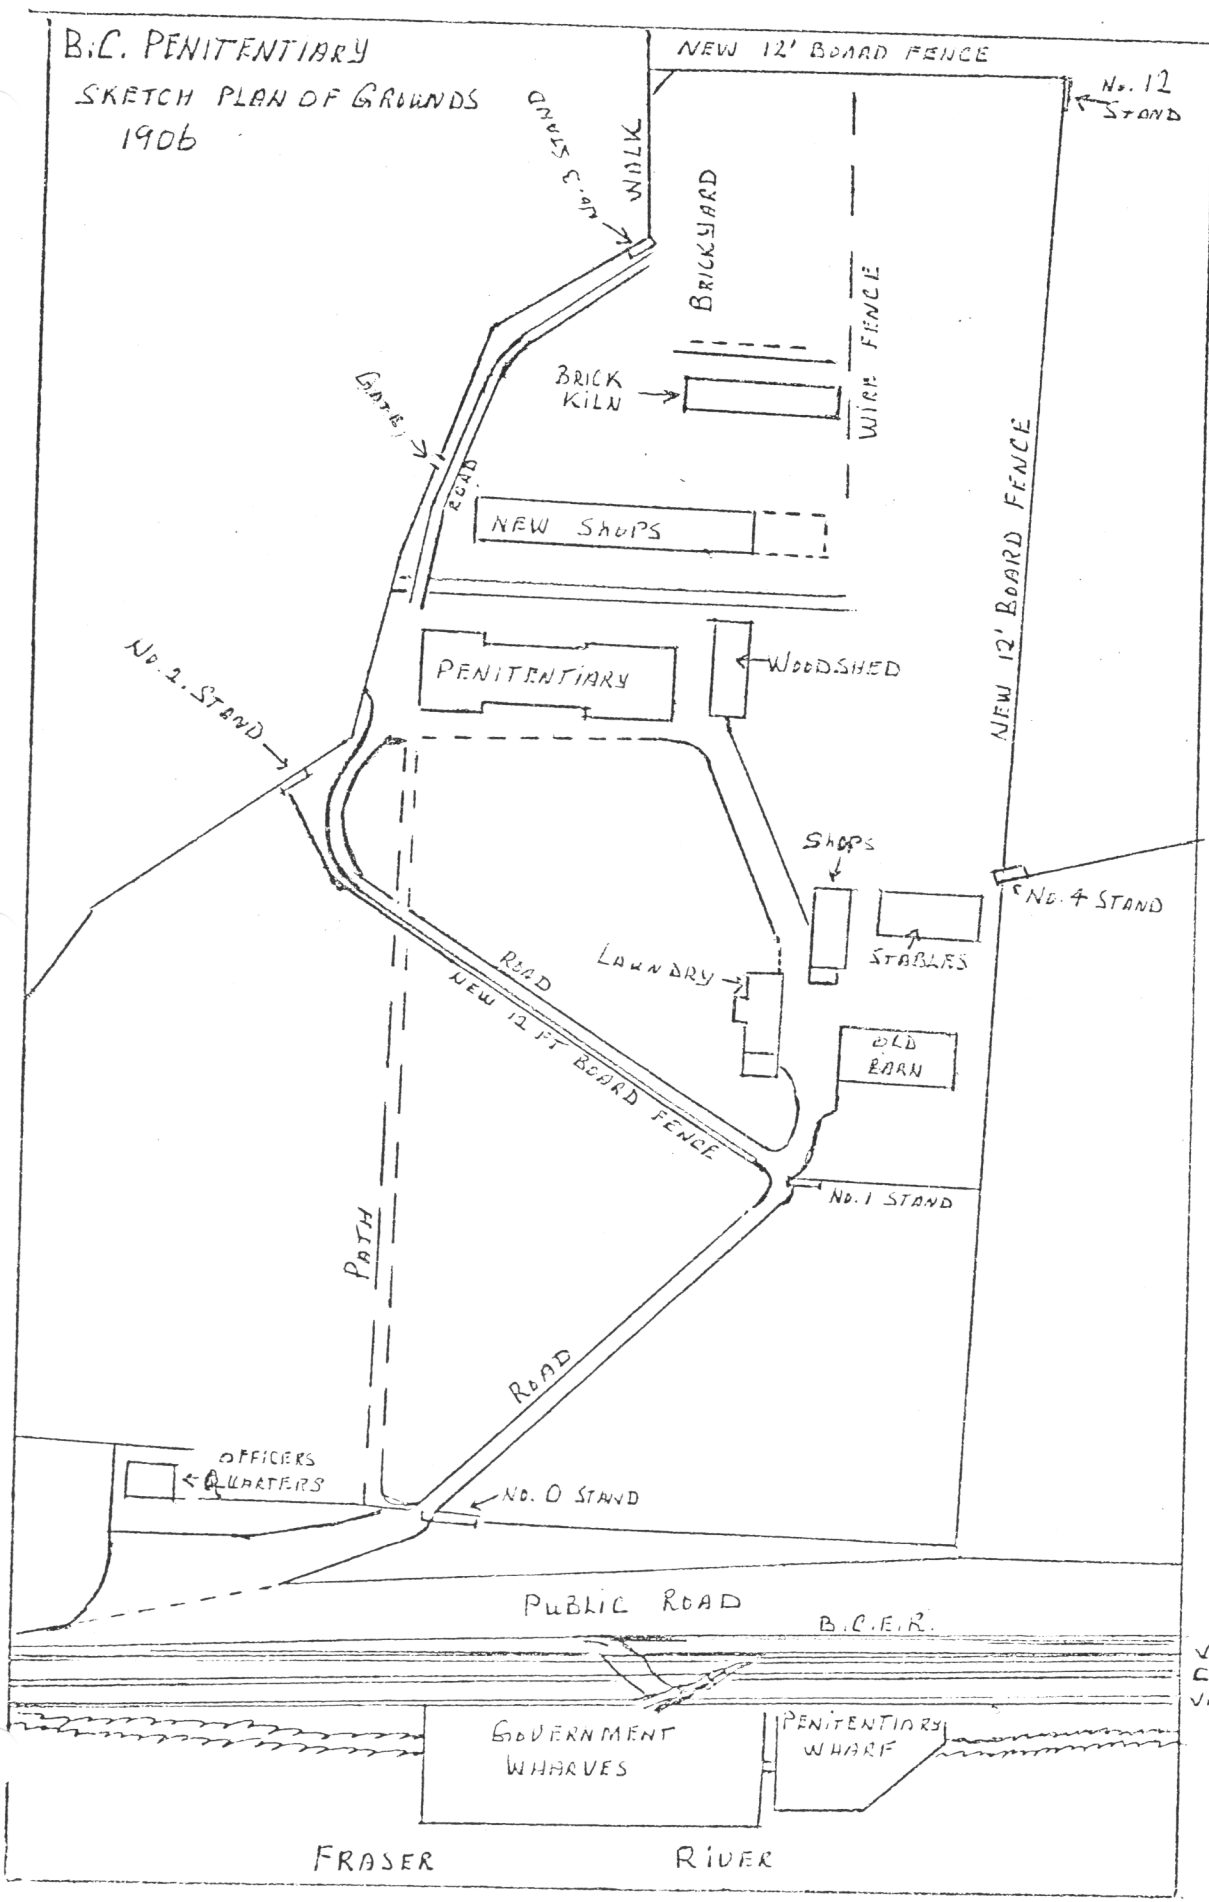 B.C. PENITENTIARY
SKETCH PLAN OF GROUNDS
1906
NEW 12' BOARD FENCE
No. 12
STAND
No. 3 STAND
WALK
BRICKYARD
WIRE FENCE
BRICK
KILN
GATE
ROAD
NEW SHOPS
NEW 12' BOARD FENCE
PENITENTIARY
WOODSHED
No. 2. STAND
SHOPS
No. 4 STAND
STABLES
LAUNDRY
ROAD
NEW 12 FT BOARD FENCE
OLD
BARN
No. 1 STAND
PATH
ROAD
OFFICERS
QUARTERS
No. 0 STAND
PUBLIC ROAD
B.C.E.R.
GOVERNMENT
WHARVES
PENITENTIARY
WHARF
FRASER RIVER